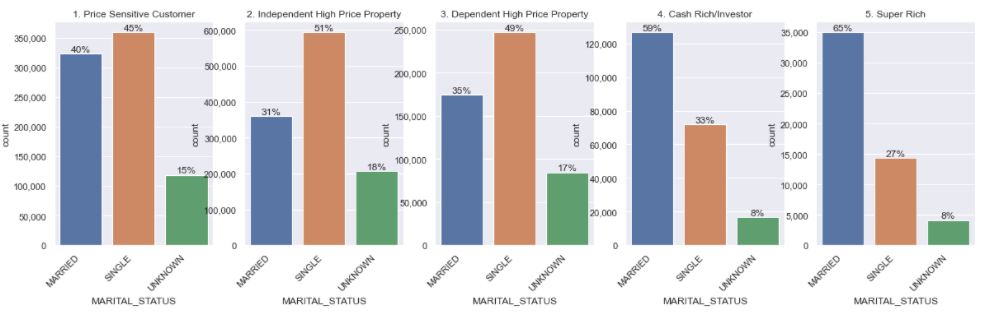 1. Price Sensitive Customer
count
350,000
300,000
250,000
200,000
150,000
100,000
50,000
0
40%
45%
15%
MARRIED
SINGLE
UNKNOWN
MARITAL_STATUS
2. Independent High Price Property
count
600,000
500,000
400,000
300,000
200,000
100,000
0
31%
51%
18%
MARRIED
SINGLE
UNKNOWN
MARITAL_STATUS
3. Dependent High Price Property
count
250,000
200,000
150,000
100,000
50,000
0
35%
49%
17%
MARRIED
SINGLE
UNKNOWN
MARITAL_STATUS
4. Cash Rich/Investor
count
120,000
100,000
80,000
60,000
40,000
20,000
0
59%
33%
8%
MARRIED
SINGLE
UNKNOWN
MARITAL_STATUS
5. Super Rich
count
35,000
30,000
25,000
20,000
15,000
10,000
5,000
0
65%
27%
8%
MARRIED
SINGLE
UNKNOWN
MARITAL_STATUS